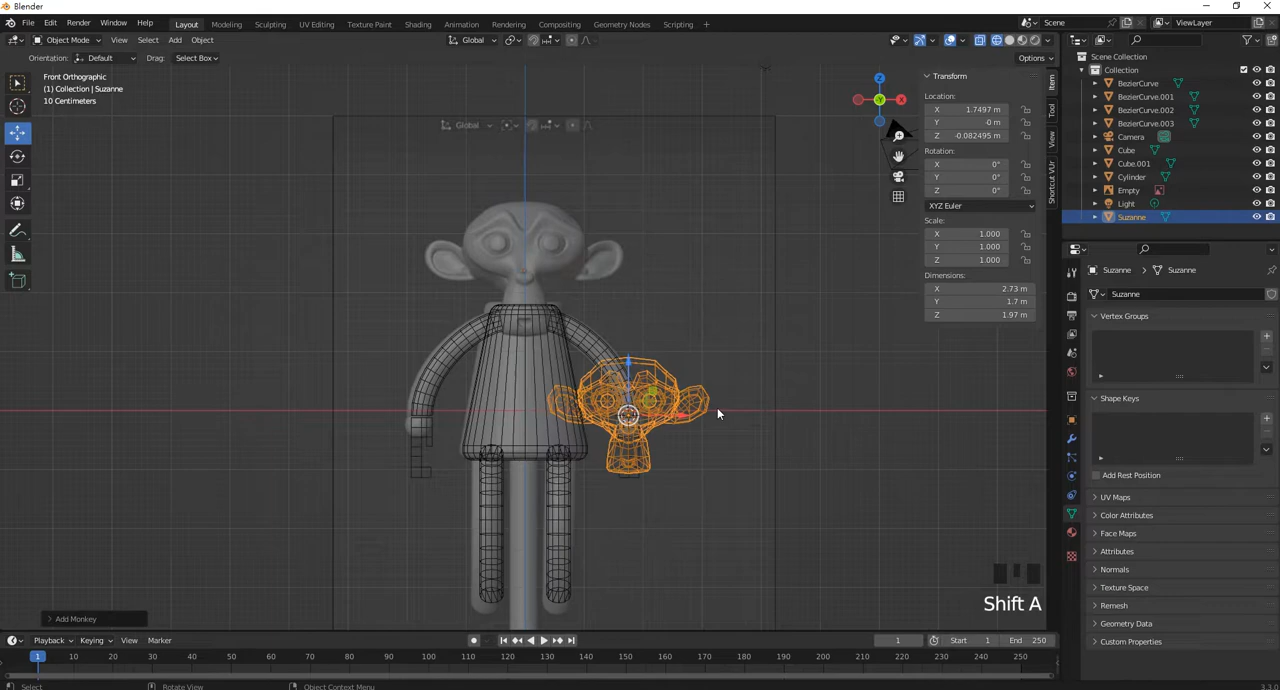 Blender
File Edit Render Window Help Layout Modeling Sculpting UV Editing Texture Paint Shading Animation Rendering Compositing Geometry Nodes Scripting + Scene ViewLayer
Object Mode View Select Add Object Global
Orientation: Default Drag: Select Box Options
Front Orthographic
(1) Collection | Suzanne
10 Centimeters
Global
Z
Y
X
Transform
Location:
X 1.7497 m
Y -0 m
Z -0.082495 m
Rotation:
X 0°
Y 0°
Z 0°
XYZ Euler
Scale:
X 1.000
Y 1.000
Z 1.000
Dimensions:
X 2.73 m
Y 1.7 m
Z 1.97 m
Item
Tool
View
Shortcut VUr
Scene Collection
Collection
BezierCurve
BezierCurve.001
BezierCurve.002
BezierCurve.003
Camera
Cube
Cube.001
Cylinder
Empty
Light
Suzanne
Suzanne Suzanne
Suzanne
Vertex Groups
Shape Keys
Add Rest Position
UV Maps
Color Attributes
Face Maps
Attributes
Normals
Texture Space
Remesh
Geometry Data
Custom Properties
Shift A
Add Monkey
Playback Keying View Marker 1 Start 1 End 250
1 10 20 30 40 50 60 70 80 90 100 110 120 130 140 150 160 170 180 190 200 210 220 230 240 250
Select Rotate View Object Context Menu 3.3.0